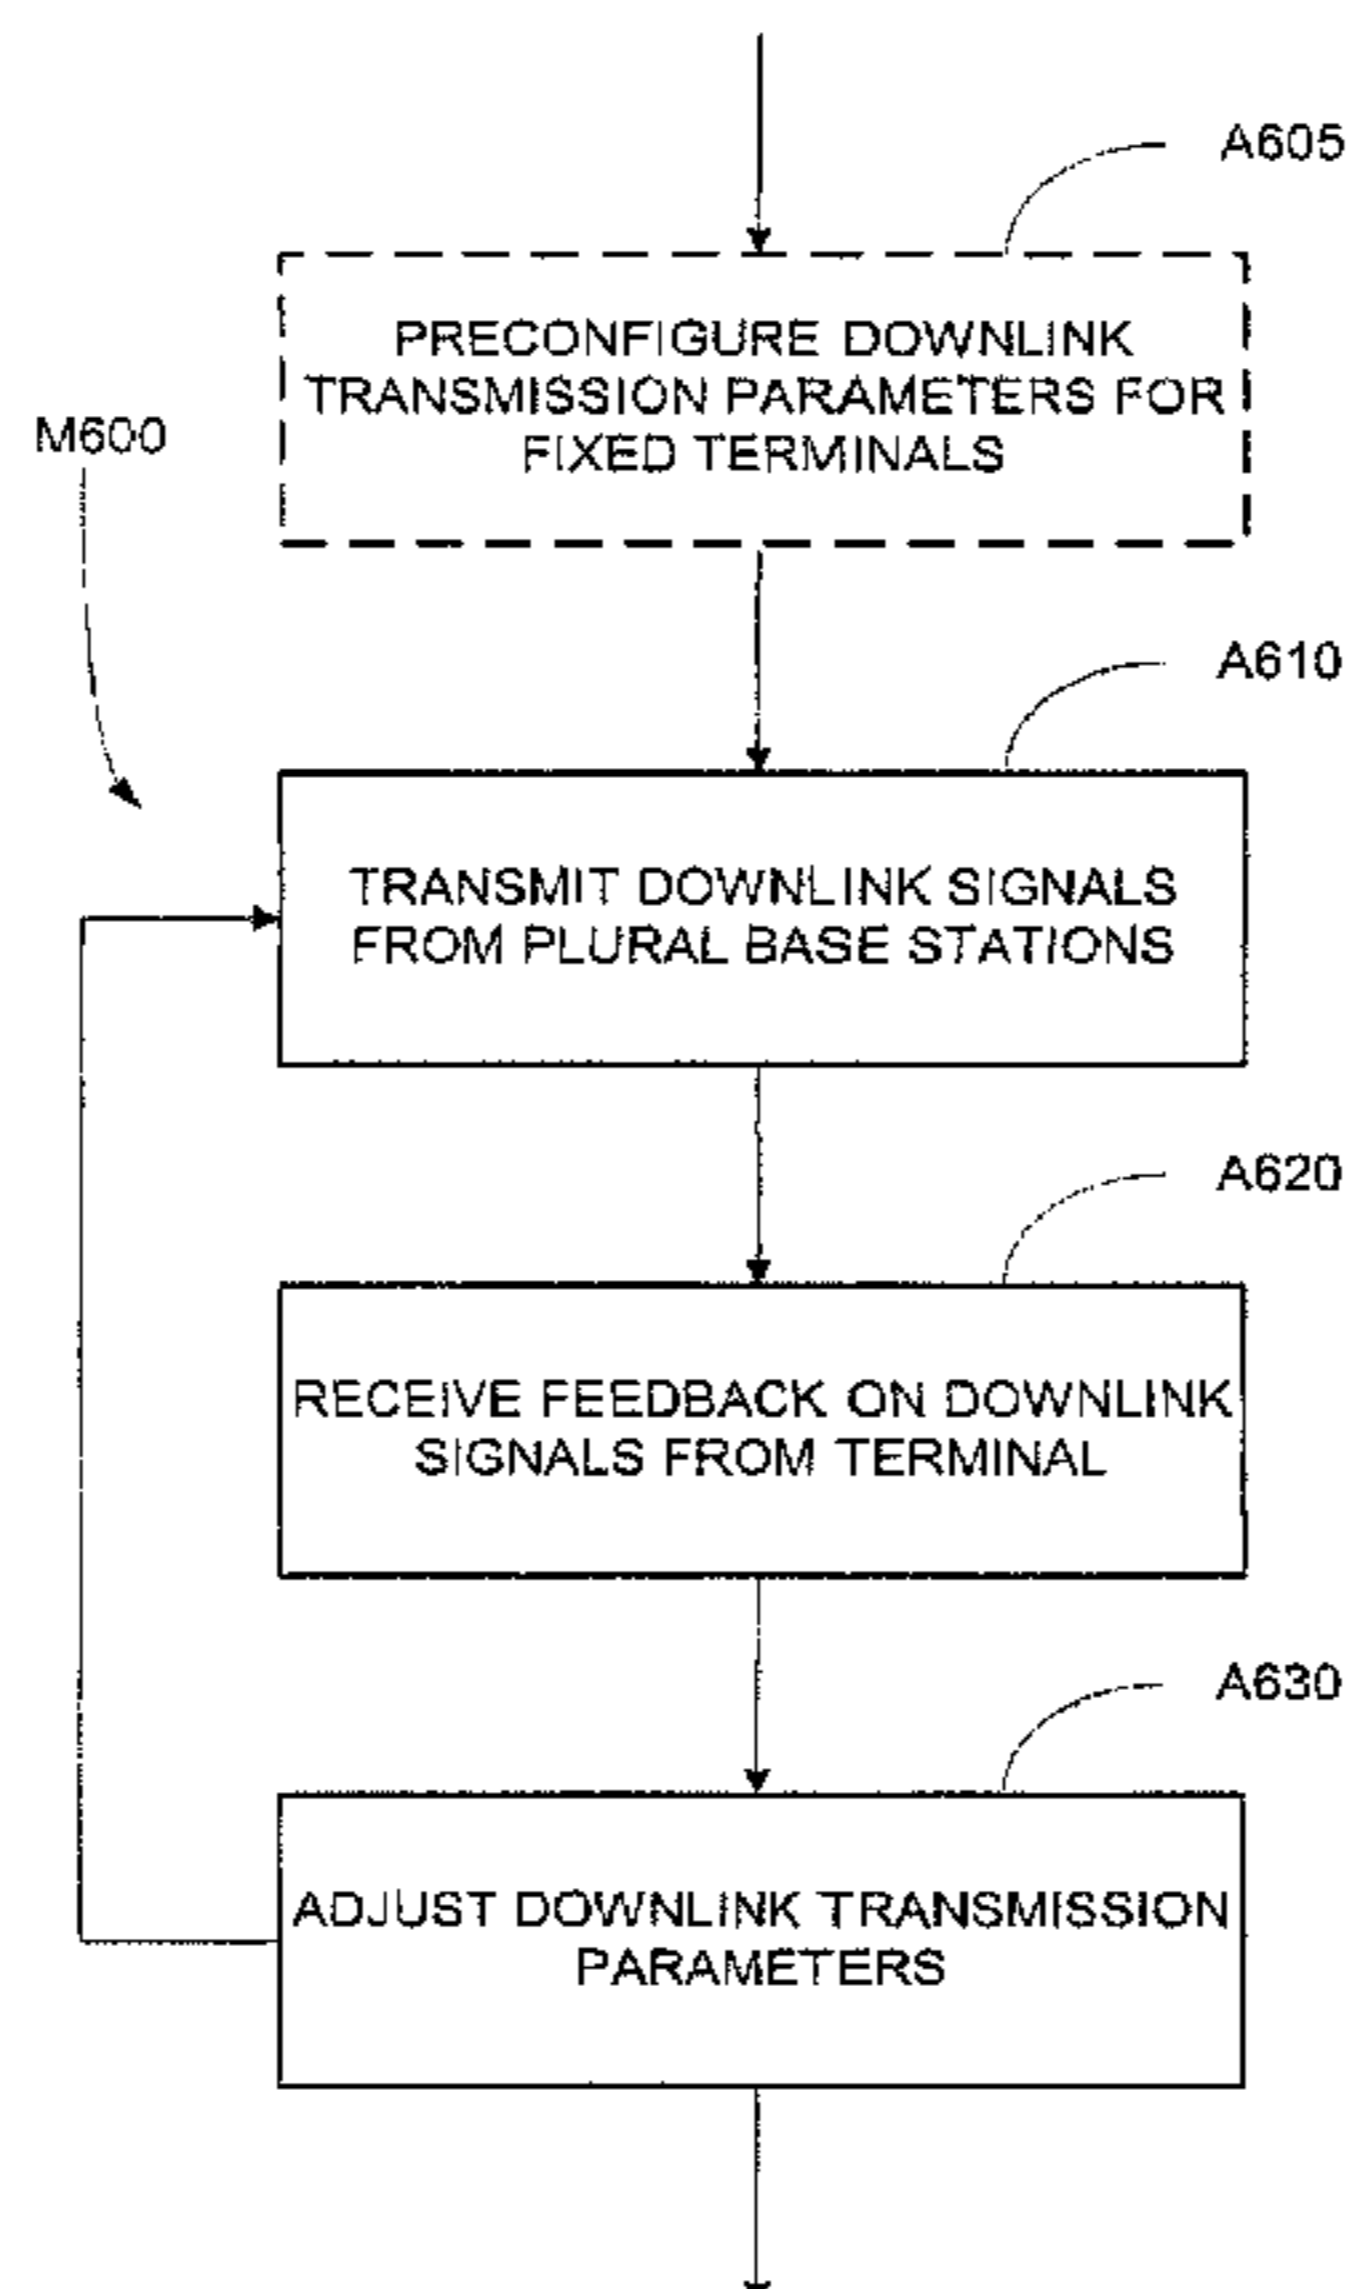 A605
PRECONFIGURE DOWNLINK
TRANSMISSION PARAMETERS FOR
FIXED TERMINALS
M600
A610
TRANSMIT DOWNLINK SIGNALS
FROM PLURAL BASE STATIONS
A620
RECEIVE FEEDBACK ON DOWNLINK
SIGNALS FROM TERMINAL
A630
ADJUST DOWNLINK TRANSMISSION
PARAMETERS